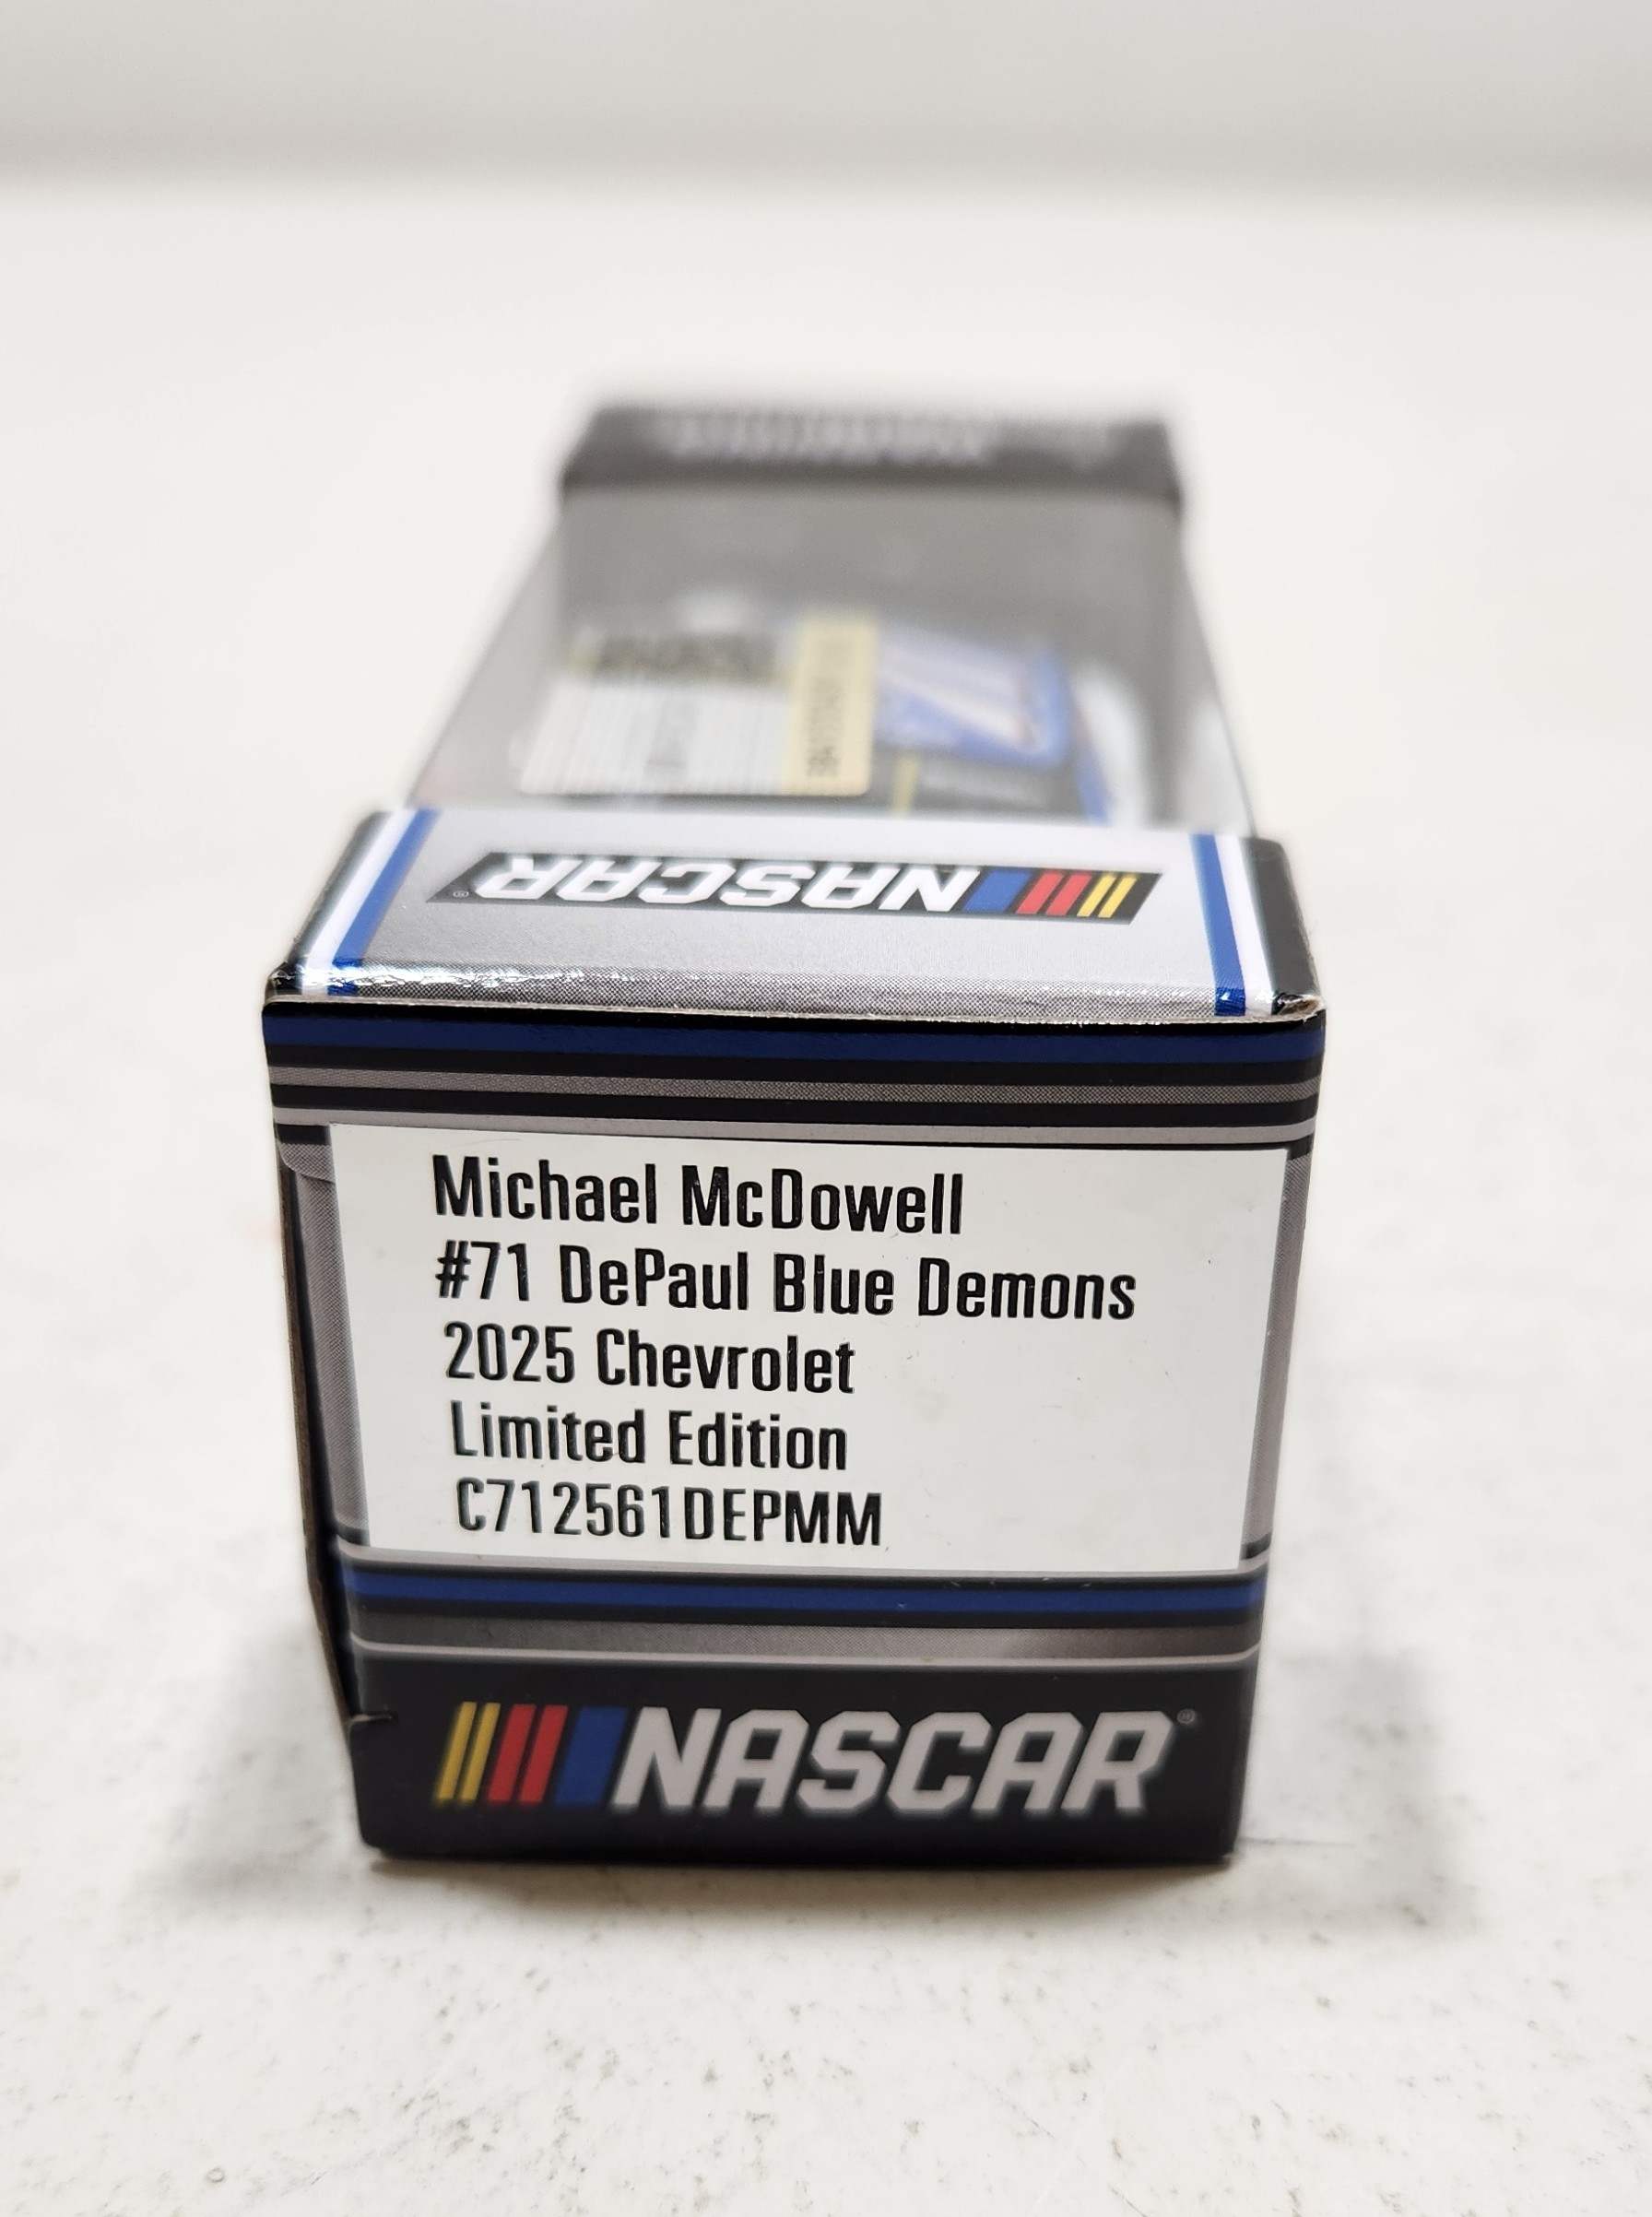 NASCAR®
Michael McDowell
#71 DePaul Blue Demons
2025 Chevrolet
Limited Edition
C712561DEPMM
NASCAR®